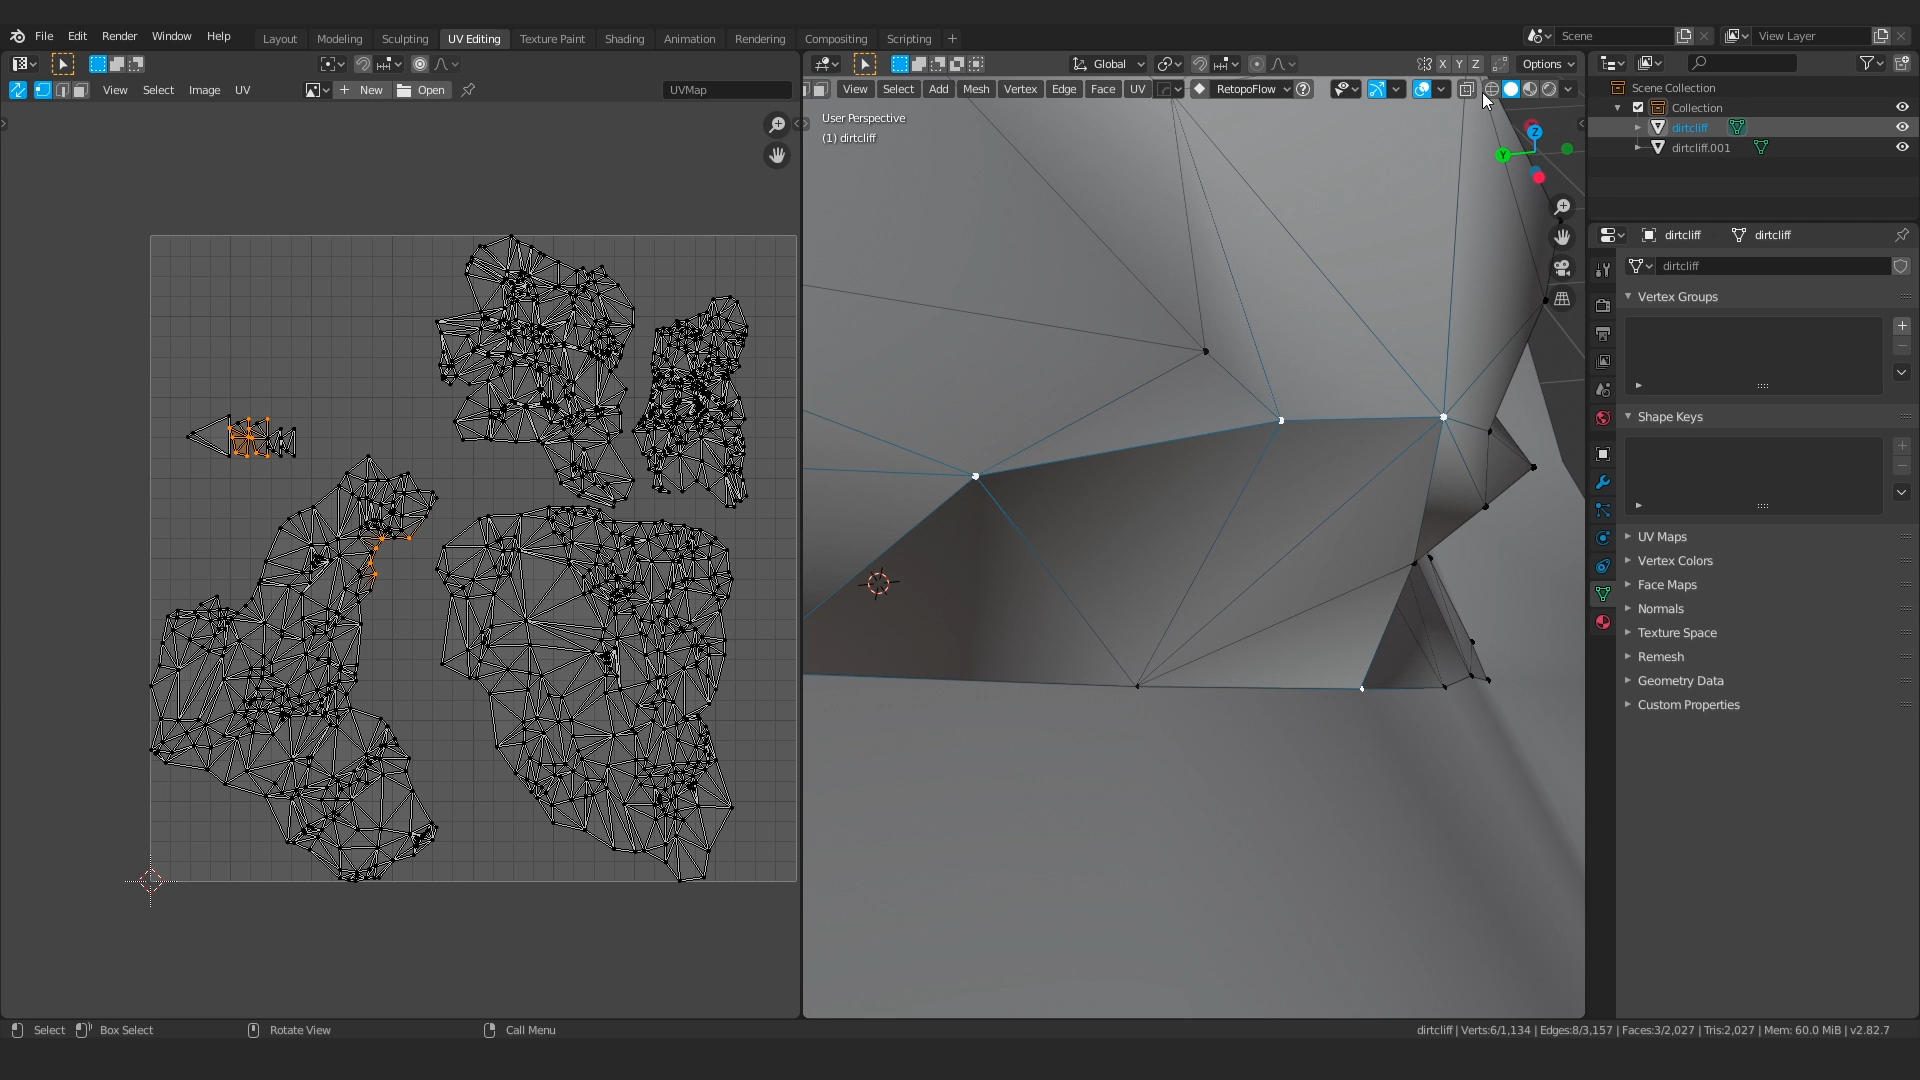 File Edit Render Window Help Layout Modeling Sculpting UV Editing Texture Paint Shading Animation Rendering Compositing Scripting + Scene View Layer
Global X Y Z Options
View Select Image UV + New Open UVMap View Select Add Mesh Vertex Edge Face UV RetopoFlow
Scene Collection
Collection
dirtcliff
dirtcliff.001
User Perspective
(1) dirtcliff
Z
Y
dirtcliff dirtcliff
dirtcliff
Vertex Groups
Shape Keys
UV Maps
Vertex Colors
Face Maps
Normals
Texture Space
Remesh
Geometry Data
Custom Properties
Select Box Select Rotate View Call Menu dirtcliff | Verts:6/1,134 | Edges:8/3,157 | Faces:3/2,027 | Tris:2,027 | Mem: 60.0 MiB | v2.82.7